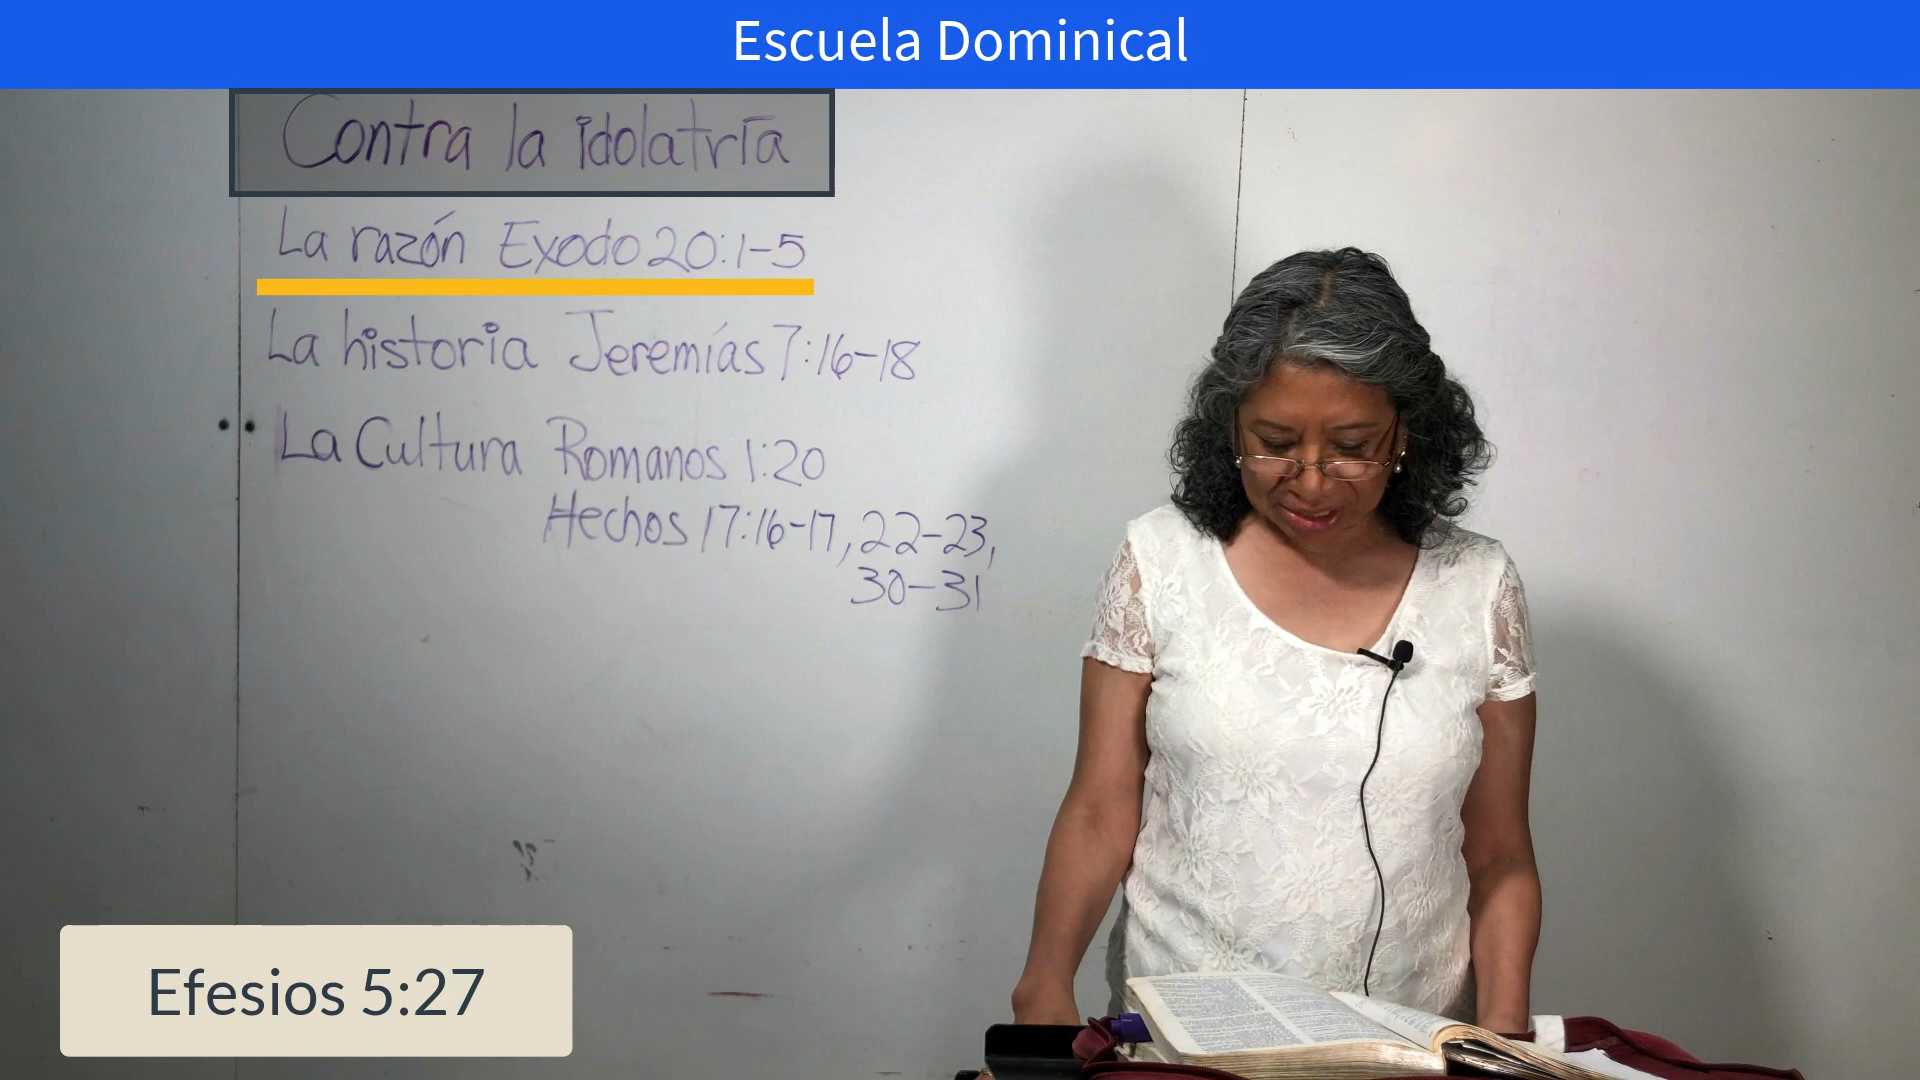 Escuela Dominical
Contra la idolatría
La razón Exodo 20:1-5
La historia Jeremías 7:16-18
La Cultura Romanos 1:20
Hechos 17:16-17, 22-23,
30-31
Efesios 5:27